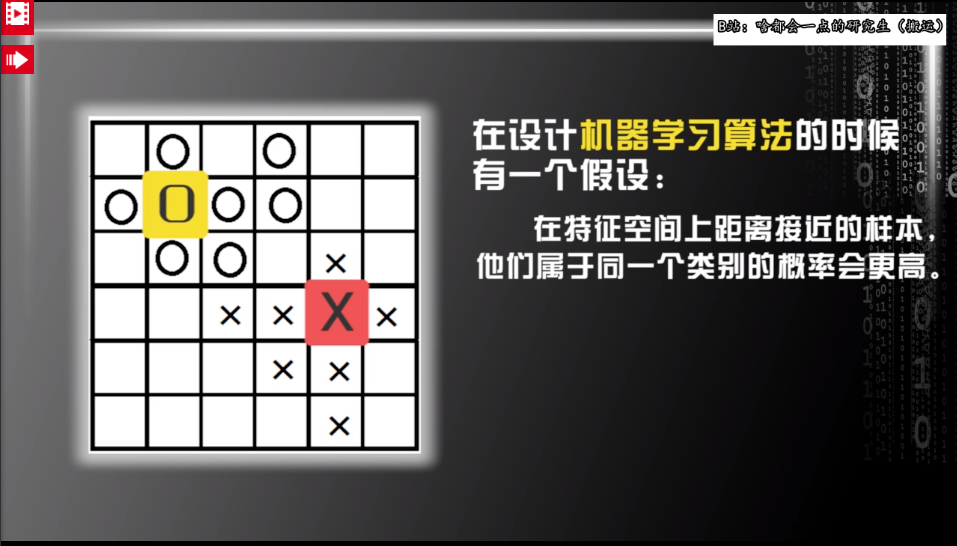 B站：啥都会一点的研究生（搬运）
在设计机器学习算法的时候
有一个假设：
在特征空间上距离接近的样本，
他们属于同一个类别的概率会更高。
O O
O O O O
O O ×
× × X ×
× ×
×